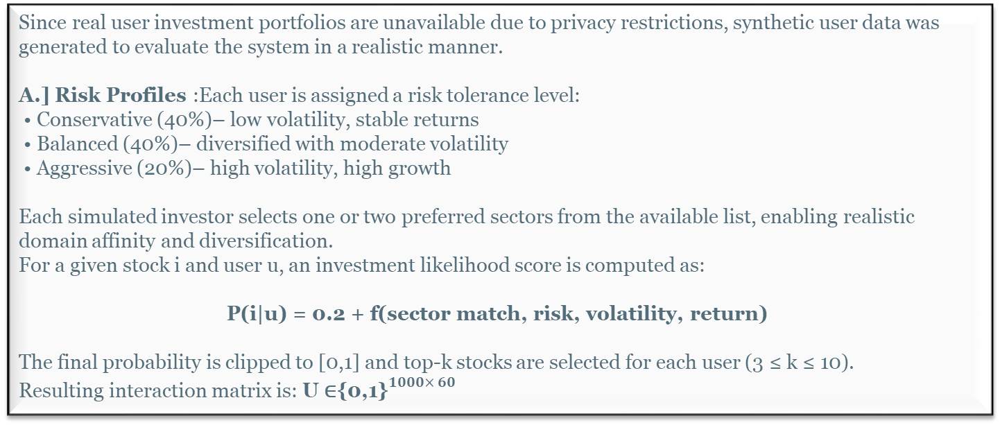 Since real user investment portfolios are unavailable due to privacy restrictions, synthetic user data was
generated to evaluate the system in a realistic manner.
A.] Risk Profiles :Each user is assigned a risk tolerance level:
• Conservative (40%)– low volatility, stable returns
• Balanced (40%)– diversified with moderate volatility
• Aggressive (20%)– high volatility, high growth
Each simulated investor selects one or two preferred sectors from the available list, enabling realistic
domain affinity and diversification.
For a given stock i and user u, an investment likelihood score is computed as:
P(i|u) = 0.2 + f(sector match, risk, volatility, return)
The final probability is clipped to [0,1] and top-k stocks are selected for each user (3 ≤ k ≤ 10).
Resulting interaction matrix is: U ∈{0,1}^1000× 60